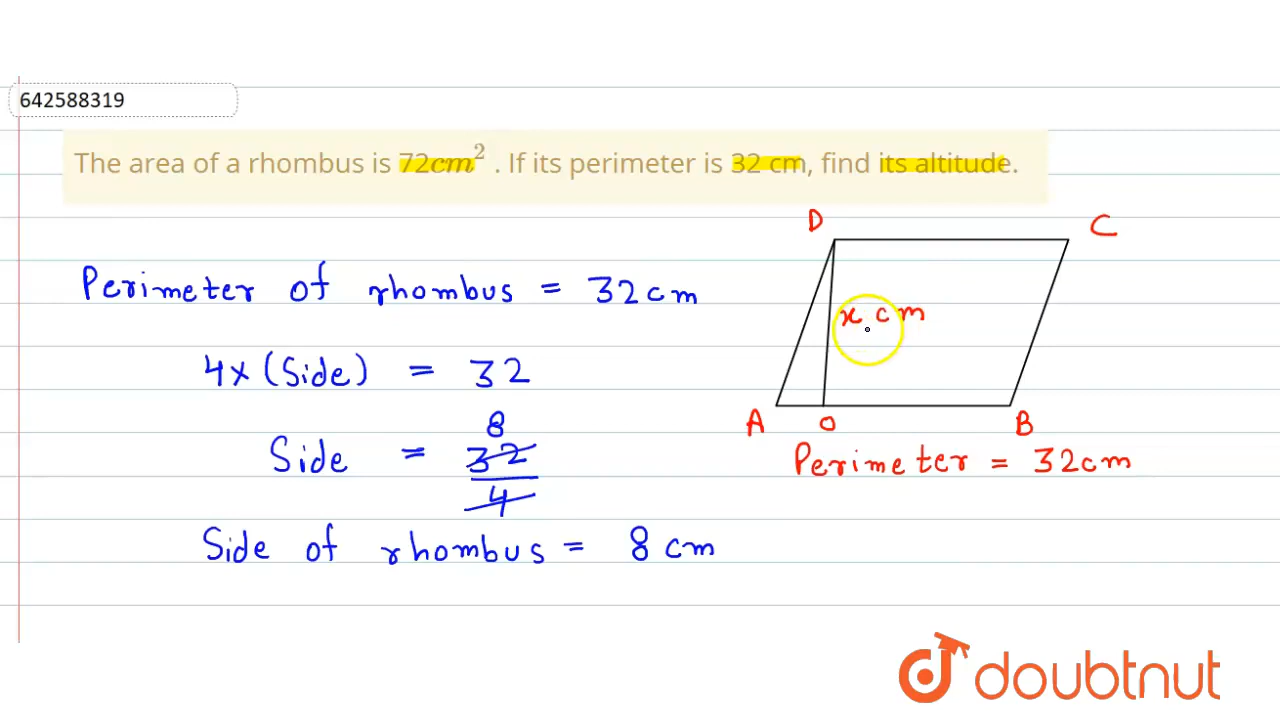 642588319
The area of a rhombus is 72cm². If its perimeter is 32 cm, find its altitude.
Perimeter of rhombus = 32cm
4x (Side) = 32
8
Side = 32
4
Side of rhombus = 8 cm
D
C
x cm
A
O
B
Perimeter = 32cm
doubtnut